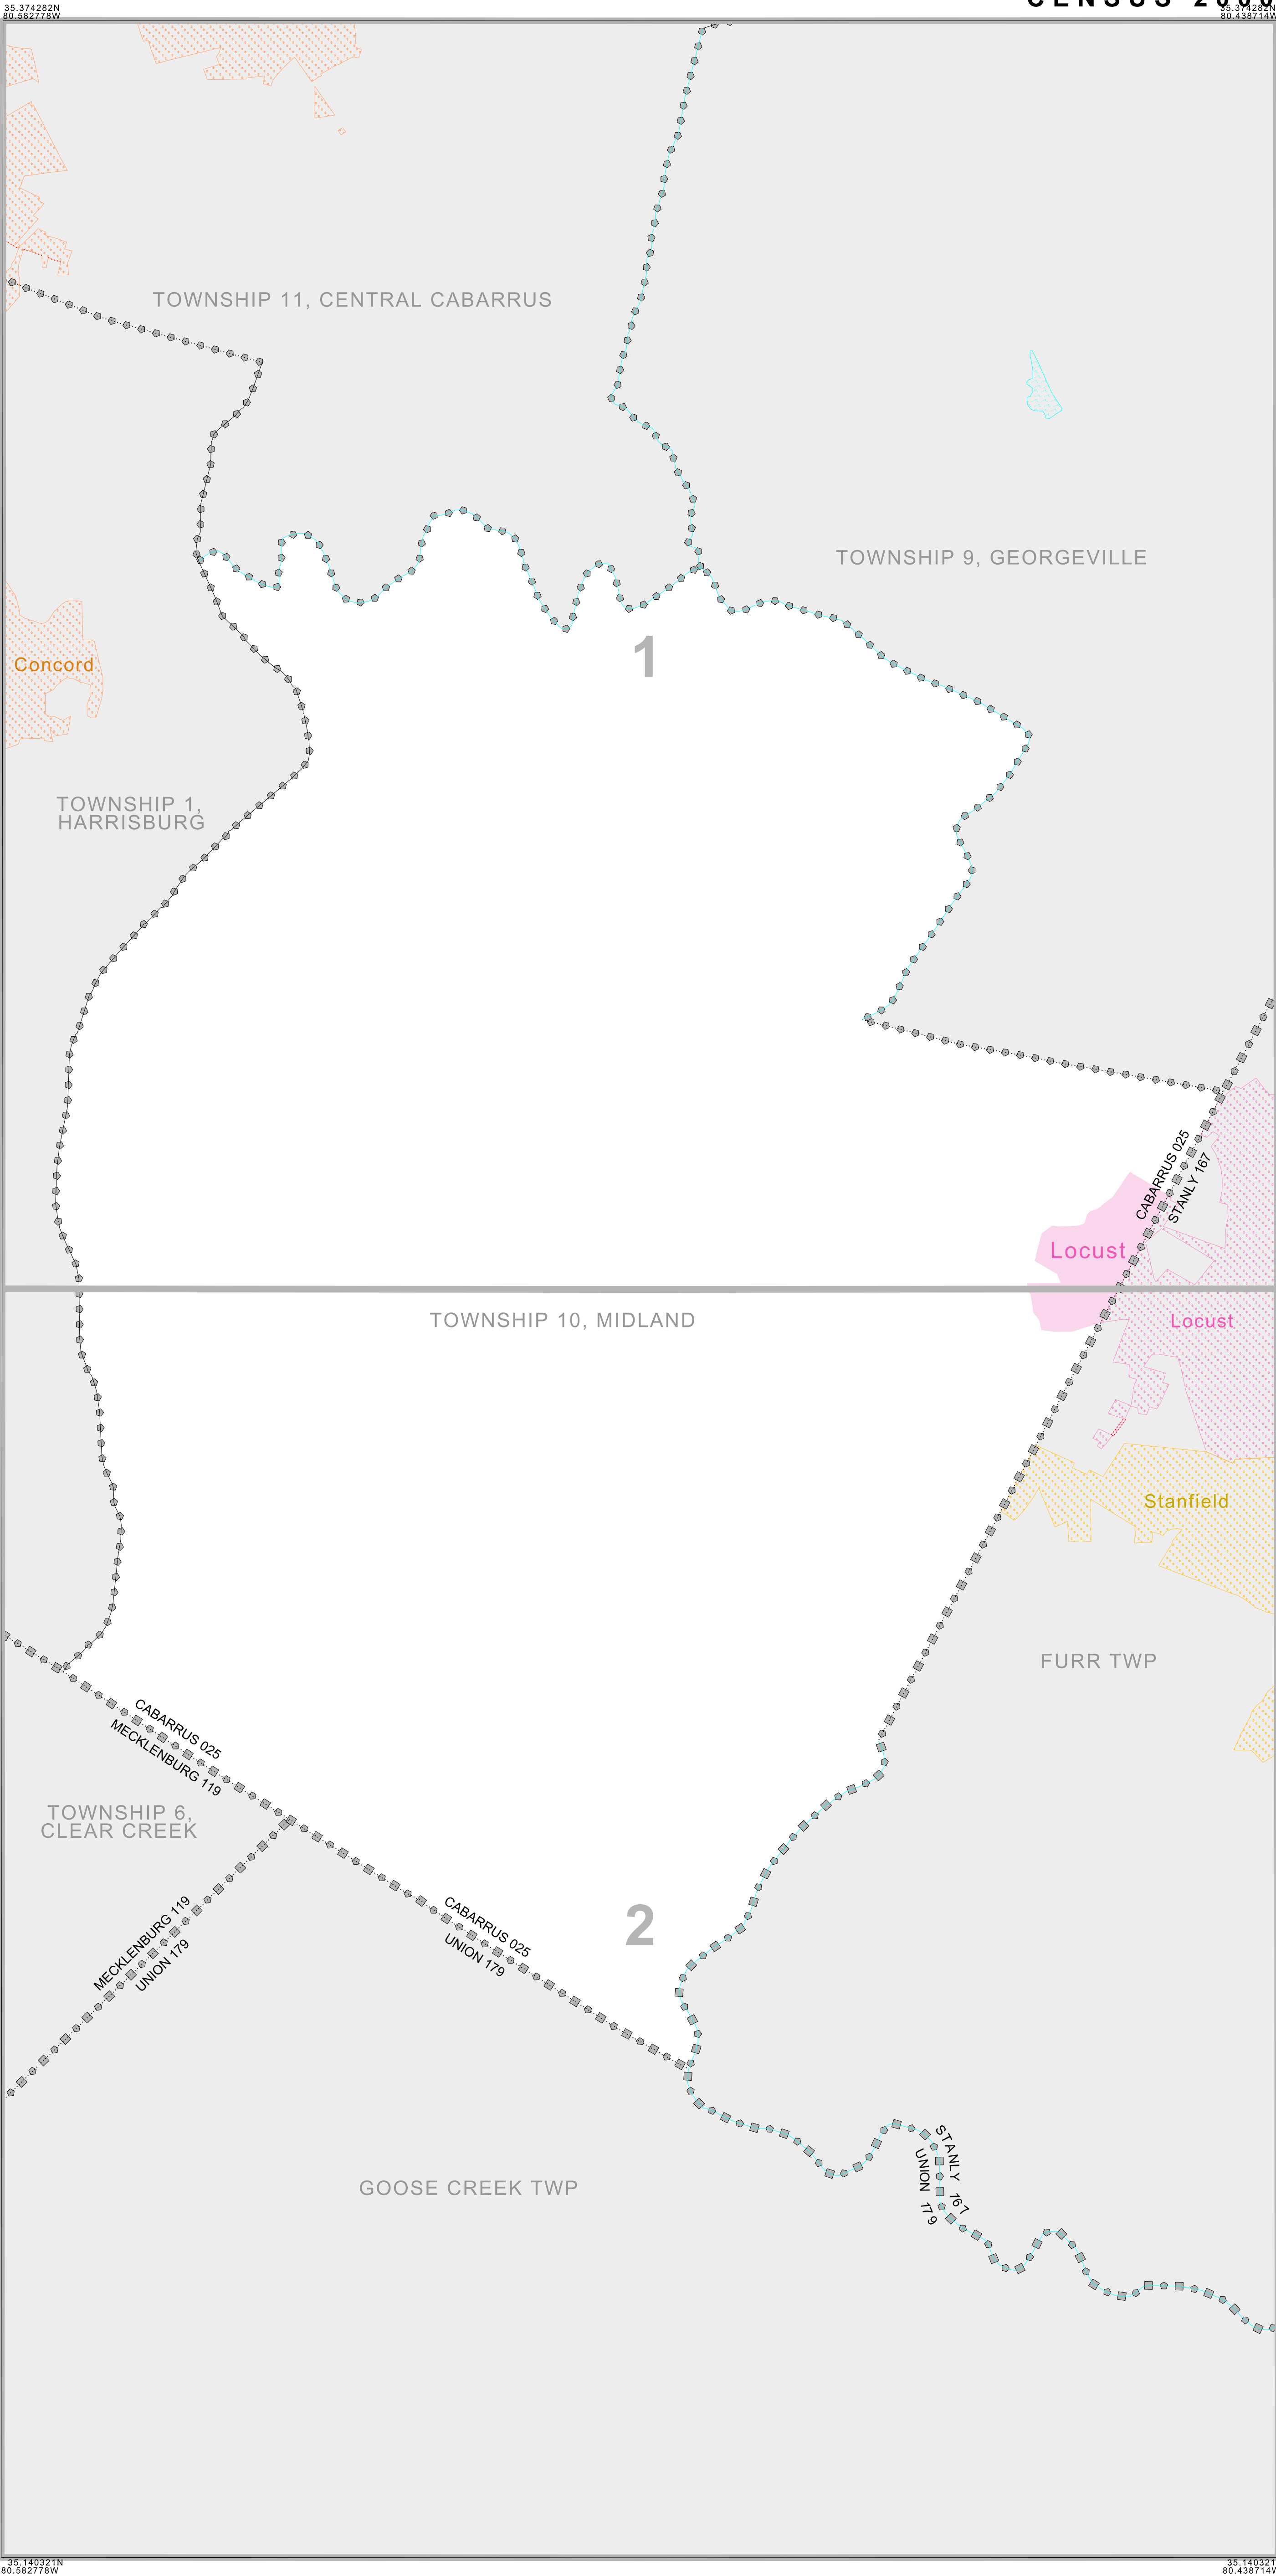 CENSUS 2000
35.374282N
80.582778W
35.374282N
80.438714W
TOWNSHIP 11, CENTRAL CABARRUS
TOWNSHIP 9, GEORGEVILLE
1
Concord
TOWNSHIP 1,
HARRISBURG
CABARRUS 025
STANLY 167
Locust
TOWNSHIP 10, MIDLAND
Locust
Stanfield
FURR TWP
CABARRUS 025
MECKLENBURG 119
TOWNSHIP 6,
CLEAR CREEK
MECKLENBURG 119
UNION 179
CABARRUS 025
UNION 179
2
STANLY 167
UNION 179
GOOSE CREEK TWP
35.140321N
80.582778W
35.140321
80.438714W